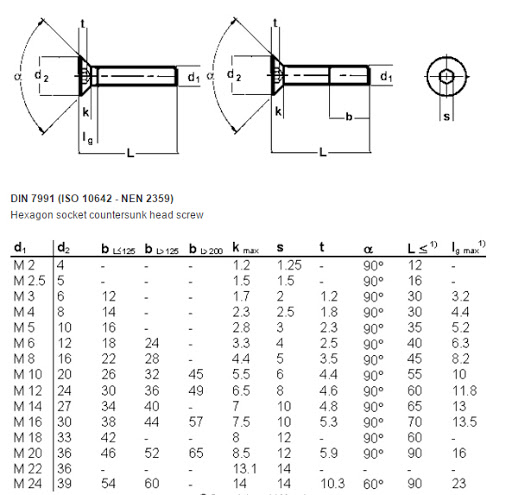 t t
α d2 d1 α d2 d1 s
k k b
lg
L L
DIN 7991 (ISO 10642 - NEN 2359)
Hexagon socket countersunk head screw
d1 d2 b L≤125 b L>125 b L>200 k max s t α L ≤ 1) lg max 1)
M 2 4 - - - 1.2 1.25 - 90° 12 -
M 2.5 5 - - - 1.5 1.5 - 90° 16 -
M 3 6 12 - - 1.7 2 1.2 90° 30 3.2
M 4 8 14 - - 2.3 2.5 1.8 90° 30 4.4
M 5 10 16 - - 2.8 3 2.3 90° 35 5.2
M 6 12 18 24 - 3.3 4 2.5 90° 40 6.3
M 8 16 22 28 - 4.4 5 3.5 90° 45 8.2
M 10 20 26 32 45 5.5 6 4.4 90° 55 10
M 12 24 30 36 49 6.5 8 4.6 90° 60 11.8
M 14 27 34 40 - 7 10 4.8 90° 65 13
M 16 30 38 44 57 7.5 10 5.3 90° 70 13.5
M 18 33 42 - - 8 12 - 90° 60 -
M 20 36 46 52 65 8.5 12 5.9 90° 90 16
M 22 36 - - - 13.1 14 - - - -
M 24 39 54 60 - 14 14 10.3 60° 90 23